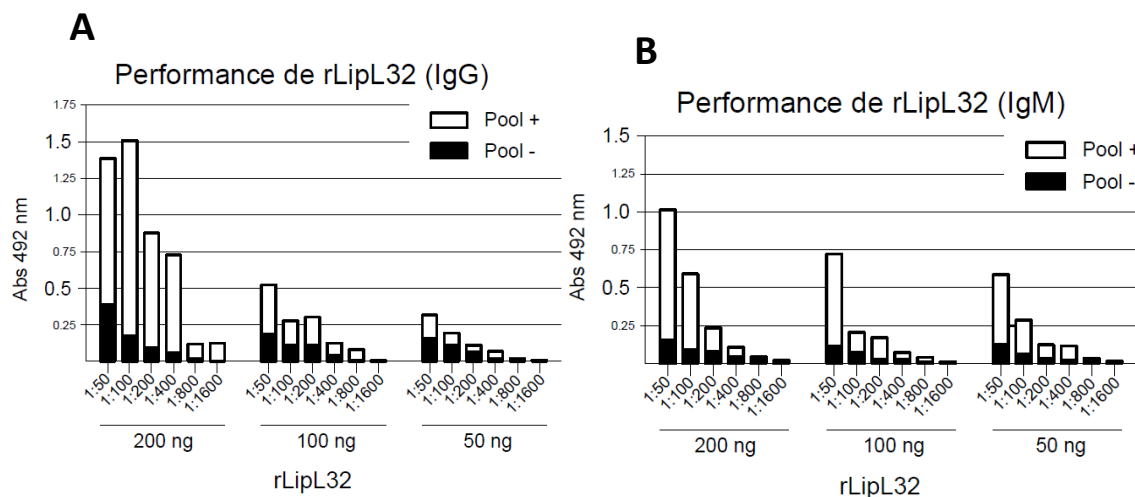 A
Performance de rLipL32 (IgG)
Pool +
Pool -
Abs 492 nm
1.75
1.5
1.25
1.0
0.75
0.5
0.25
1:50 1:100 1:200 1:400 1:800 1:1600 1:50 1:100 1:200 1:400 1:800 1:1600 1:50 1:100 1:200 1:400 1:800 1:1600
200 ng 100 ng 50 ng
rLipL32
B
Performance de rLipL32 (IgM)
Pool +
Pool -
Abs 492 nm
1.5
1.25
1.0
0.75
0.5
0.25
1:50 1:100 1:200 1:400 1:800 1:1600 1:50 1:100 1:200 1:400 1:800 1:1600 1:50 1:100 1:200 1:400 1:800 1:1600
200 ng 100 ng 50 ng
rLipL32